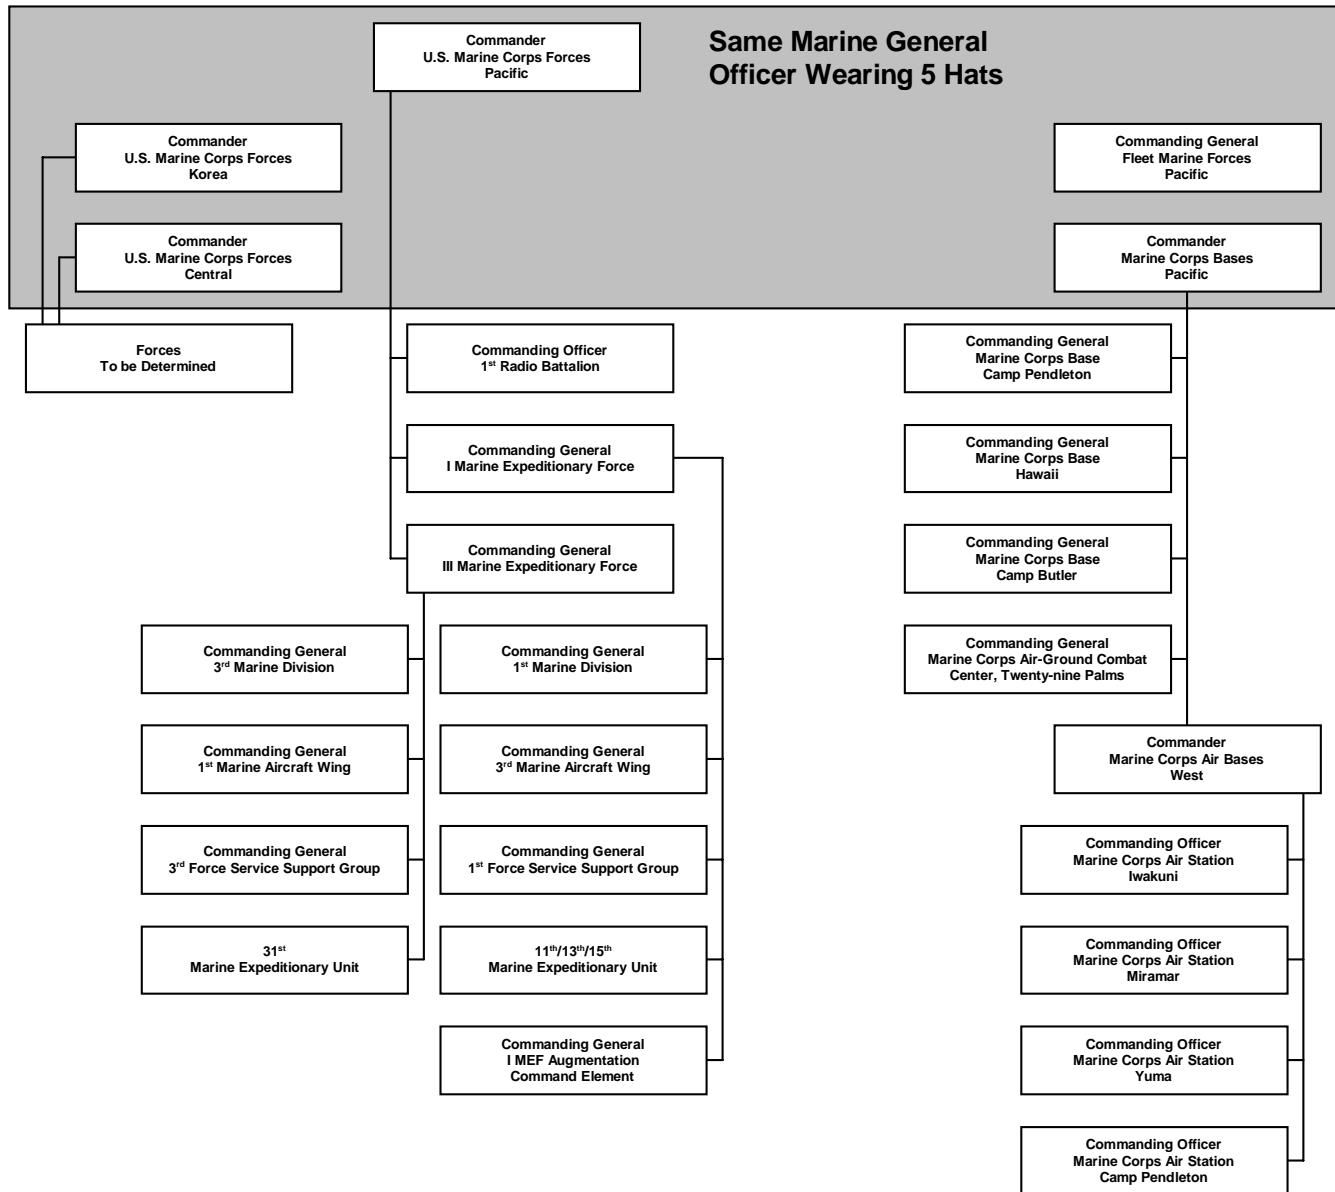 Same Marine General
Officer Wearing 5 Hats
Commander
U.S. Marine Corps Forces
Pacific
Commander
U.S. Marine Corps Forces
Korea
Commanding General
Fleet Marine Forces
Pacific
Commander
U.S. Marine Corps Forces
Central
Commander
Marine Corps Bases
Pacific
Forces
To be Determined
Commanding Officer
1st Radio Battalion
Commanding General
Marine Corps Base
Camp Pendleton
Commanding General
I Marine Expeditionary Force
Commanding General
Marine Corps Base
Hawaii
Commanding General
III Marine Expeditionary Force
Commanding General
Marine Corps Base
Camp Butler
Commanding General
3rd Marine Division
Commanding General
1st Marine Division
Commanding General
Marine Corps Air-Ground Combat
Center, Twenty-nine Palms
Commanding General
1st Marine Aircraft Wing
Commanding General
3rd Marine Aircraft Wing
Commander
Marine Corps Air Bases
West
Commanding General
3rd Force Service Support Group
Commanding General
1st Force Service Support Group
Commanding Officer
Marine Corps Air Station
Iwakuni
31st
Marine Expeditionary Unit
11th/13th/15th
Marine Expeditionary Unit
Commanding Officer
Marine Corps Air Station
Miramar
Commanding General
I MEF Augmentation
Command Element
Commanding Officer
Marine Corps Air Station
Yuma
Commanding Officer
Marine Corps Air Station
Camp Pendleton